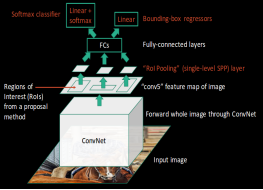 Softmax classifier
Linear +
softmax
Linear
Bounding-box regressors
FCs
Fully-connected layers
"RoI Pooling" (single-level SPP) layer
Regions of
Interest (RoIs)
from a proposal
method
"conv5" feature map of image
Forward whole image through ConvNet
ConvNet
Input image